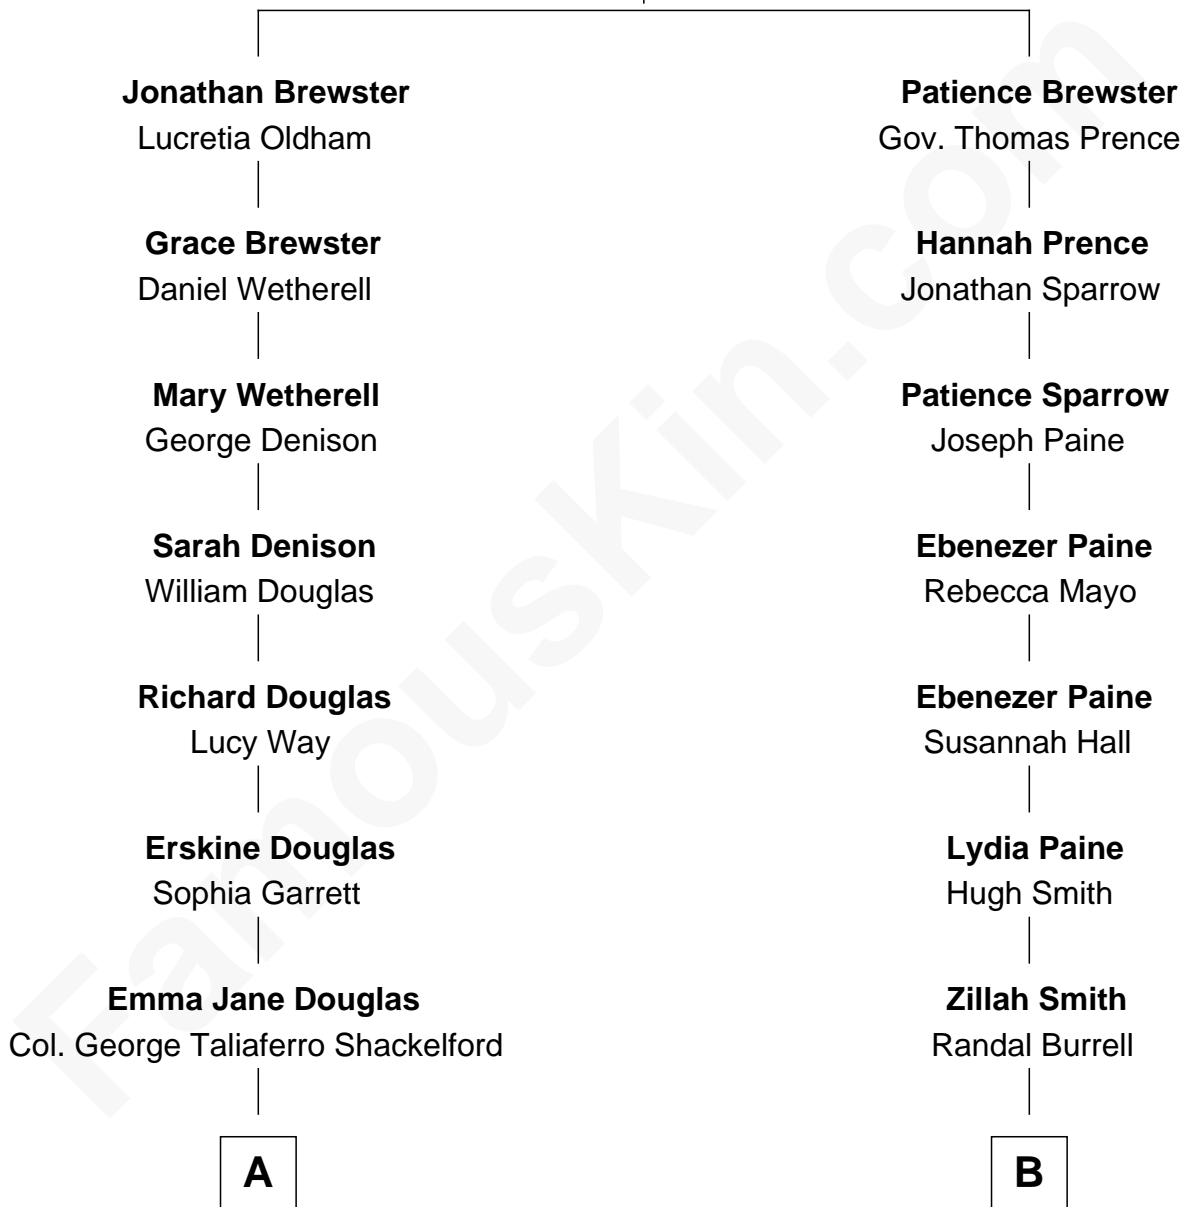 Jonathan Brewster
Lucretia Oldham
Grace Brewster
Daniel Wetherell
Mary Wetherell
George Denison
Sarah Denison
William Douglas
Richard Douglas
Lucy Way
Erskine Douglas
Sophia Garrett
Emma Jane Douglas
Col. George Taliaferro Shackelford
A
Patience Brewster
Gov. Thomas Prence
Hannah Prence
Jonathan Sparrow
Patience Sparrow
Joseph Paine
Ebenezer Paine
Rebecca Mayo
Ebenezer Paine
Susannah Hall
Lydia Paine
Hugh Smith
Zillah Smith
Randal Burrell
B
FamousKin.com